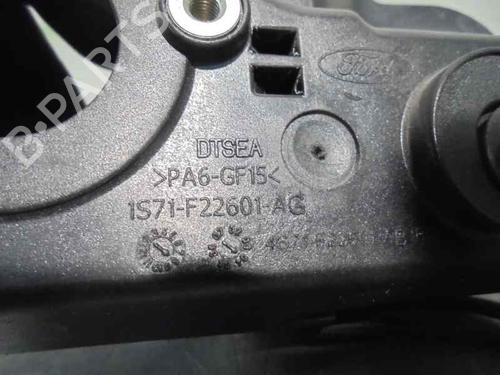 Ford
DTSEA
>PA6-GF15<
1S71-F22601-AG
B-PARTS